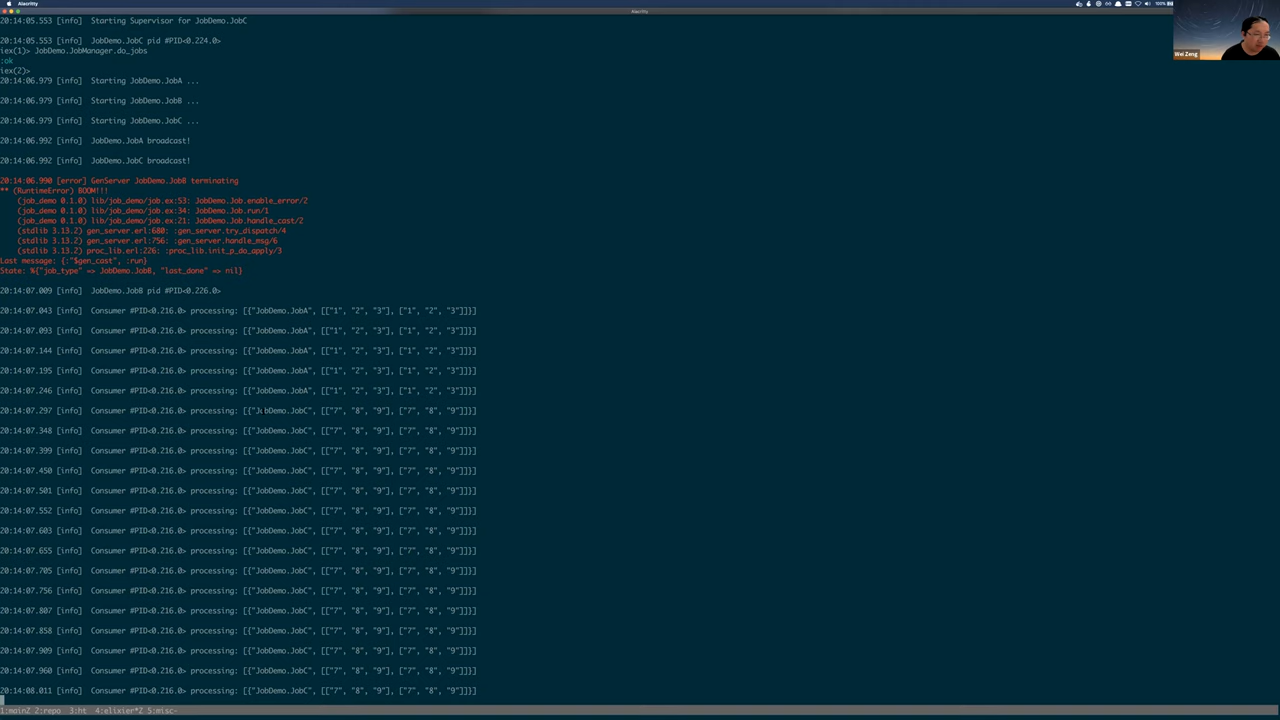 Alacritty
Alacritty
100%
Wei Zeng
20:14:05.553 [info]  Starting Supervisor for JobDemo.JobC
20:14:05.553 [info]  JobDemo.JobC pid #PID<0.224.0>
iex(1)> JobDemo.JobManager.do_jobs
:ok
iex(2)>
20:14:06.979 [info]  Starting JobDemo.JobA ...
20:14:06.979 [info]  Starting JobDemo.JobB ...
20:14:06.979 [info]  Starting JobDemo.JobC ...
20:14:06.992 [info]  JobDemo.JobA broadcast!
20:14:06.992 [info]  JobDemo.JobC broadcast!
20:14:06.990 [error] GenServer JobDemo.JobB terminating
** (RuntimeError) BOOM!!!
    (job_demo 0.1.0) lib/job_demo/job.ex:53: JobDemo.Job.enable_error/2
    (job_demo 0.1.0) lib/job_demo/job.ex:34: JobDemo.Job.run/1
    (job_demo 0.1.0) lib/job_demo/job.ex:21: JobDemo.Job.handle_cast/2
    (stdlib 3.13.2) gen_server.erl:680: :gen_server.try_dispatch/4
    (stdlib 3.13.2) gen_server.erl:756: :gen_server.handle_msg/6
    (stdlib 3.13.2) proc_lib.erl:226: :proc_lib.init_p_do_apply/3
Last message: {:"$gen_cast", :run}
State: %{"job_type" => JobDemo.JobB, "last_done" => nil}
20:14:07.009 [info]  JobDemo.JobB pid #PID<0.226.0>
20:14:07.043 [info]  Consumer #PID<0.216.0> processing: [{"JobDemo.JobA", [["1", "2", "3"], ["1", "2", "3"]]}]
20:14:07.093 [info]  Consumer #PID<0.216.0> processing: [{"JobDemo.JobA", [["1", "2", "3"], ["1", "2", "3"]]}]
20:14:07.144 [info]  Consumer #PID<0.216.0> processing: [{"JobDemo.JobA", [["1", "2", "3"], ["1", "2", "3"]]}]
20:14:07.195 [info]  Consumer #PID<0.216.0> processing: [{"JobDemo.JobA", [["1", "2", "3"], ["1", "2", "3"]]}]
20:14:07.246 [info]  Consumer #PID<0.216.0> processing: [{"JobDemo.JobA", [["1", "2", "3"], ["1", "2", "3"]]}]
20:14:07.297 [info]  Consumer #PID<0.216.0> processing: [{"JobDemo.JobC", [["7", "8", "9"], ["7", "8", "9"]]}]
20:14:07.348 [info]  Consumer #PID<0.216.0> processing: [{"JobDemo.JobC", [["7", "8", "9"], ["7", "8", "9"]]}]
20:14:07.399 [info]  Consumer #PID<0.216.0> processing: [{"JobDemo.JobC", [["7", "8", "9"], ["7", "8", "9"]]}]
20:14:07.450 [info]  Consumer #PID<0.216.0> processing: [{"JobDemo.JobC", [["7", "8", "9"], ["7", "8", "9"]]}]
20:14:07.501 [info]  Consumer #PID<0.216.0> processing: [{"JobDemo.JobC", [["7", "8", "9"], ["7", "8", "9"]]}]
20:14:07.552 [info]  Consumer #PID<0.216.0> processing: [{"JobDemo.JobC", [["7", "8", "9"], ["7", "8", "9"]]}]
20:14:07.603 [info]  Consumer #PID<0.216.0> processing: [{"JobDemo.JobC", [["7", "8", "9"], ["7", "8", "9"]]}]
20:14:07.655 [info]  Consumer #PID<0.216.0> processing: [{"JobDemo.JobC", [["7", "8", "9"], ["7", "8", "9"]]}]
20:14:07.705 [info]  Consumer #PID<0.216.0> processing: [{"JobDemo.JobC", [["7", "8", "9"], ["7", "8", "9"]]}]
20:14:07.756 [info]  Consumer #PID<0.216.0> processing: [{"JobDemo.JobC", [["7", "8", "9"], ["7", "8", "9"]]}]
20:14:07.807 [info]  Consumer #PID<0.216.0> processing: [{"JobDemo.JobC", [["7", "8", "9"], ["7", "8", "9"]]}]
20:14:07.858 [info]  Consumer #PID<0.216.0> processing: [{"JobDemo.JobC", [["7", "8", "9"], ["7", "8", "9"]]}]
20:14:07.909 [info]  Consumer #PID<0.216.0> processing: [{"JobDemo.JobC", [["7", "8", "9"], ["7", "8", "9"]]}]
20:14:07.960 [info]  Consumer #PID<0.216.0> processing: [{"JobDemo.JobC", [["7", "8", "9"], ["7", "8", "9"]]}]
20:14:08.011 [info]  Consumer #PID<0.216.0> processing: [{"JobDemo.JobC", [["7", "8", "9"], ["7", "8", "9"]]}]
1:mainZ 2:repo  3:ht  4:elixier*Z 5:misc-